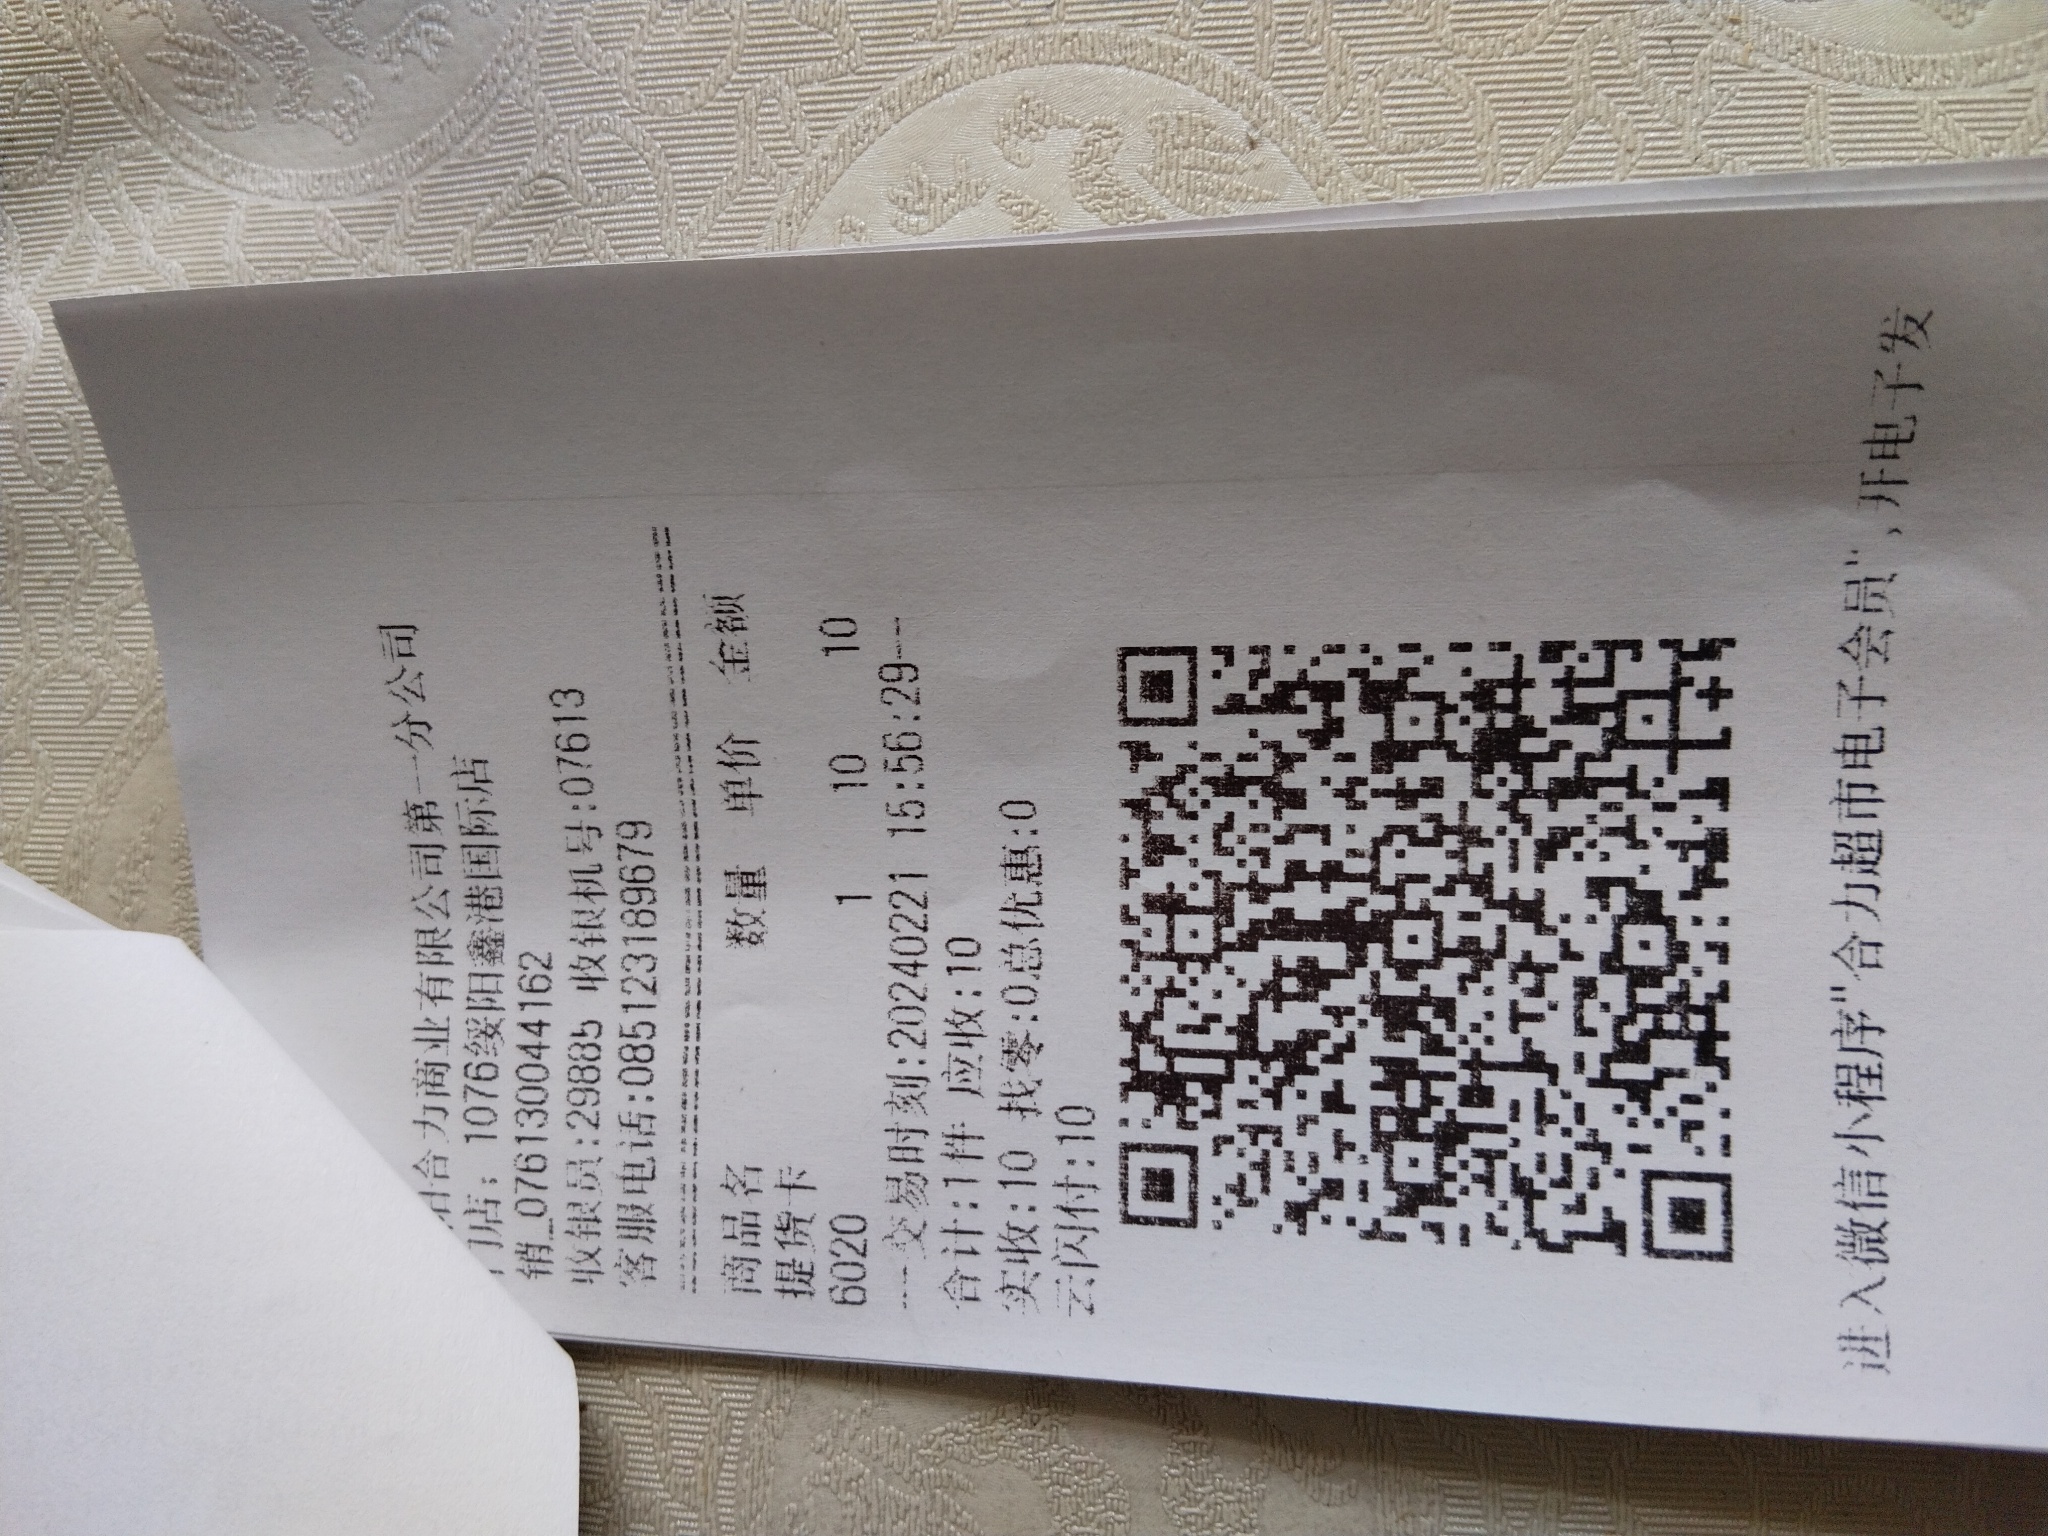 合力商业有限公司第一分公司
门店: 1076绥阳鑫港国际店
销_076130044162
收银员:29885 收银机号:07613
客服电话:085123189679
商品名 数量 单价 金额
提货卡
6020 1 10 10
----交易时刻:20240221 15:56:29---
合计:1件 应收:10
实收:10 找零:0总优惠:0
云闪付:10
进入微信小程序"合力超市电子会员",开电子发